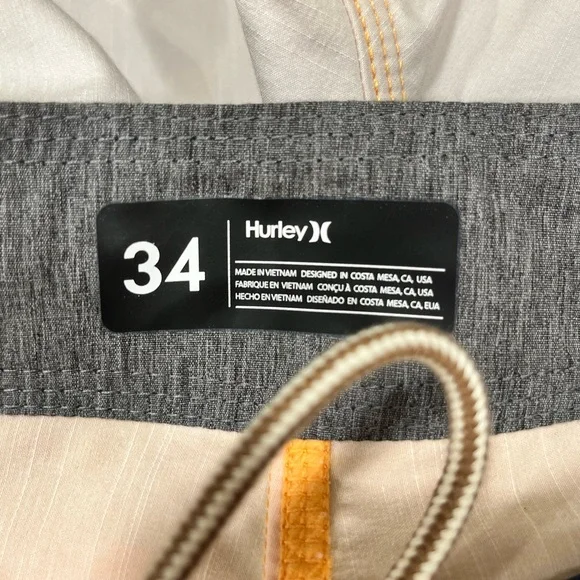 34
Hurley
MADE IN VIETNAM DESIGNED IN COSTA MESA, CA, USA
FABRIQUE EN VIETNAM CONÇU À COSTA MESA, CA, USA
HECHO EN VIETNAM DISEÑADO EN COSTA MESA, CA, EUA